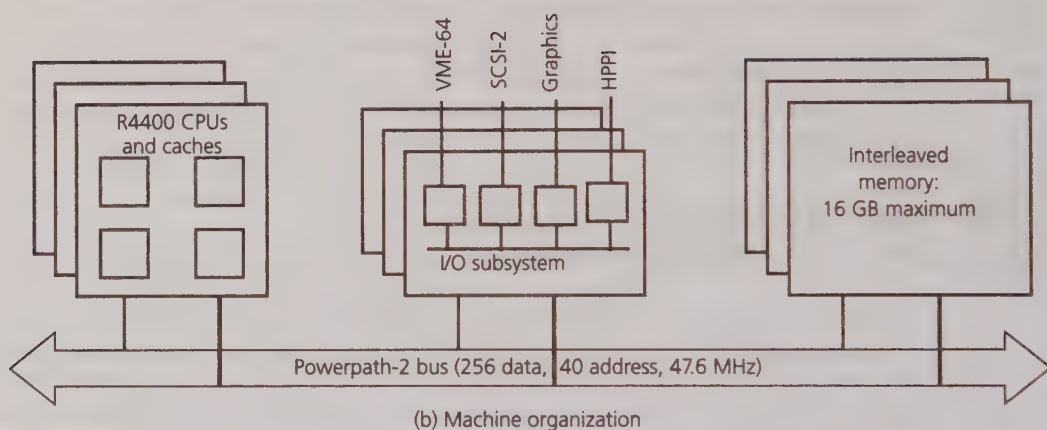 VME-64
SCSI-2
Graphics
HPPI
R4400 CPUs
and caches
I/O subsystem
Interleaved
memory:
16 GB maximum
Powerpath-2 bus (256 data, 40 address, 47.6 MHz)
(b) Machine organization